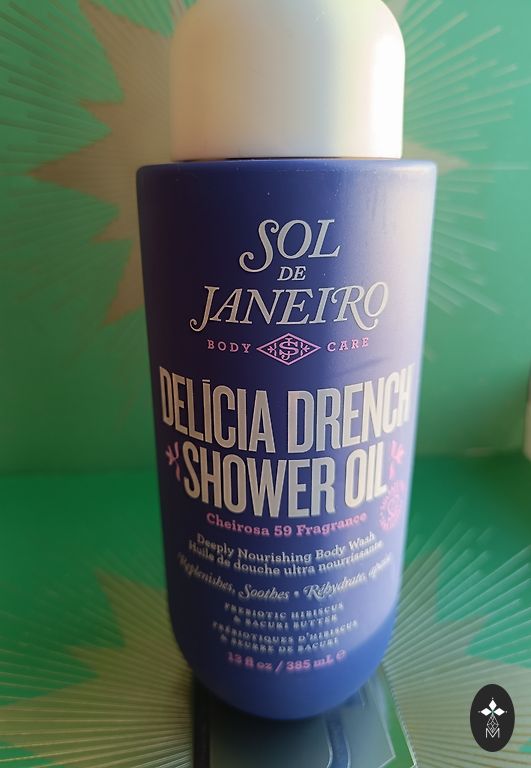 SOL
DE
JANEIRO
BODY CARE
DELÍCIA DRENCH
SHOWER OIL
Cheirosa 59 Fragrance
Deeply Nourishing Body Wash
Huile de douche ultra nourrissante
Replenishes, Soothes • Réhydrate, apaise
PREBIOTIC HIBISCUS
& BACURI BUTTER
PRÉBIOTIQUES D'HIBISCUS
& BEURRE DE BACURI
13 fl oz / 385 mL ℮
M